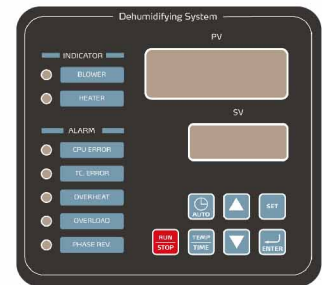 Dehumidifying System
PV
INDICATOR
BLOWER
HEATER
SV
ALARM
CPU ERROR
TC. ERROR
OVERHEAT
OVERLOAD
PHASE REV.
AUTO
SET
RUN
STOP
TEMP
TIME
ENTER